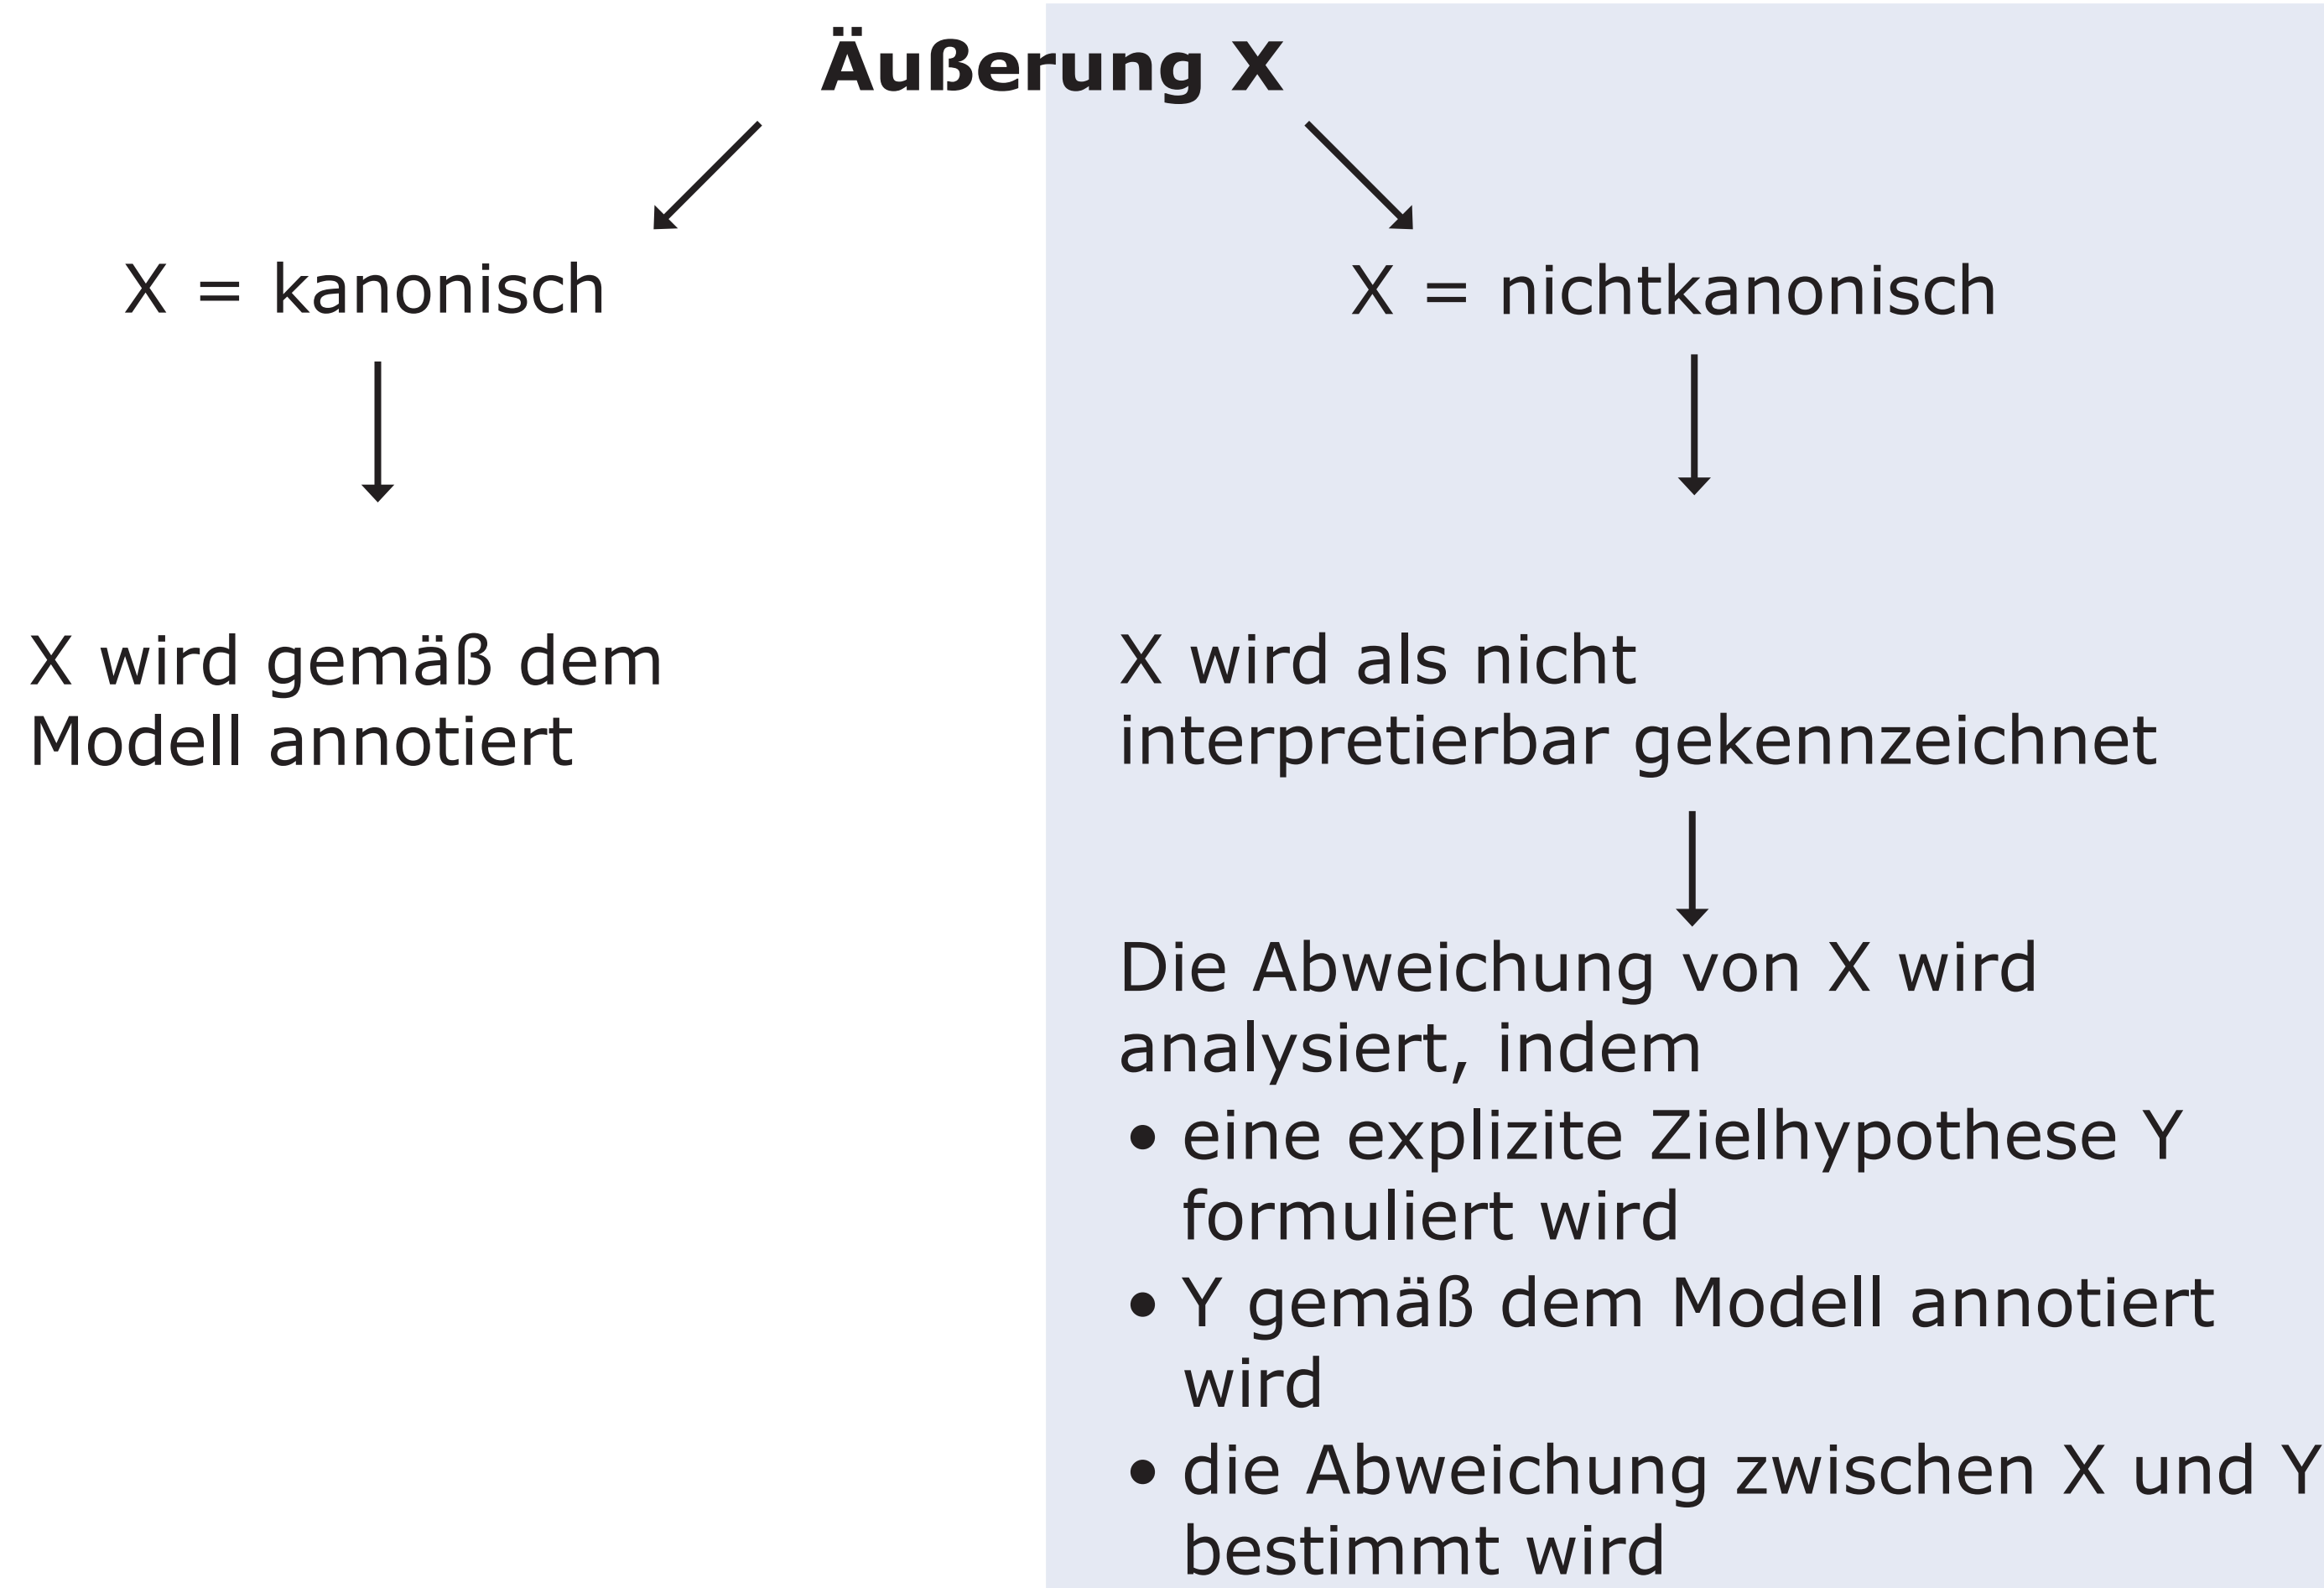 Äußerung X
X = kanonisch
X wird gemäß dem
Modell annotiert
X = nichtkanonisch
X wird als nicht
interpretierbar gekennzeichnet
Die Abweichung von X wird
analysiert, indem
• eine explizite Zielhypothese Y
formuliert wird
• Y gemäß dem Modell annotiert
wird
• die Abweichung zwischen X und Y
bestimmt wird